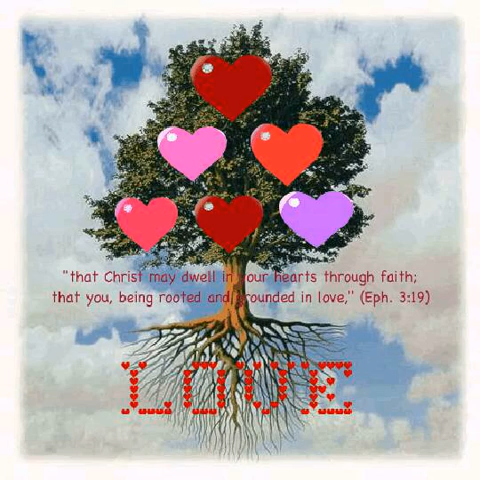 "that Christ may dwell in your hearts through faith;
that you, being rooted and grounded in love," (Eph. 3:19)
LOVE